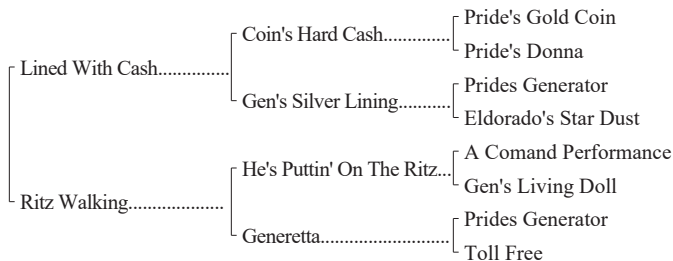 Pride's Gold Coin
Coin's Hard Cash..............
Pride's Donna
Lined With Cash...............
Prides Generator
Gen's Silver Lining...........
Eldorado's Star Dust
A Comand Performance
He's Puttin' On The Ritz...
Gen's Living Doll
Ritz Walking....................
Prides Generator
Generetta...........................
Toll Free